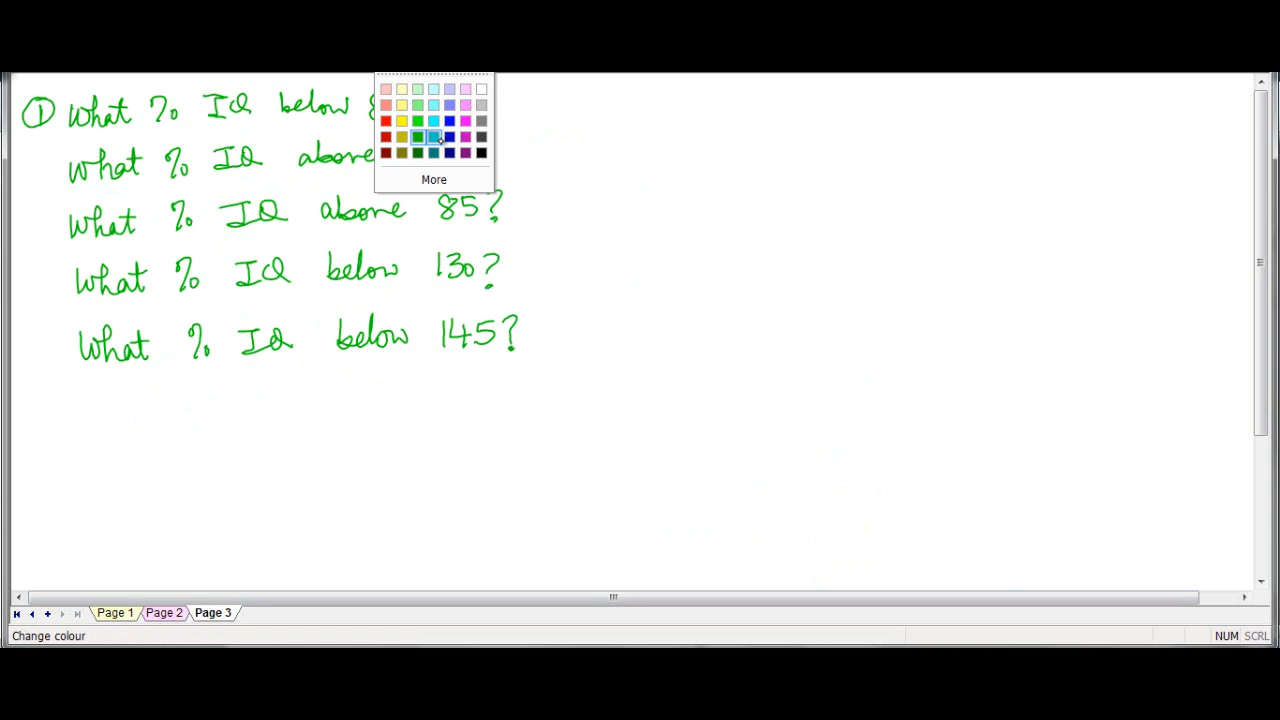 ① What % IQ below
What % IQ above
What % IQ above 85?
What % IQ below 130?
What % IQ below 145?
More
Page 1 Page 2 Page 3
Change colour NUM SCRL